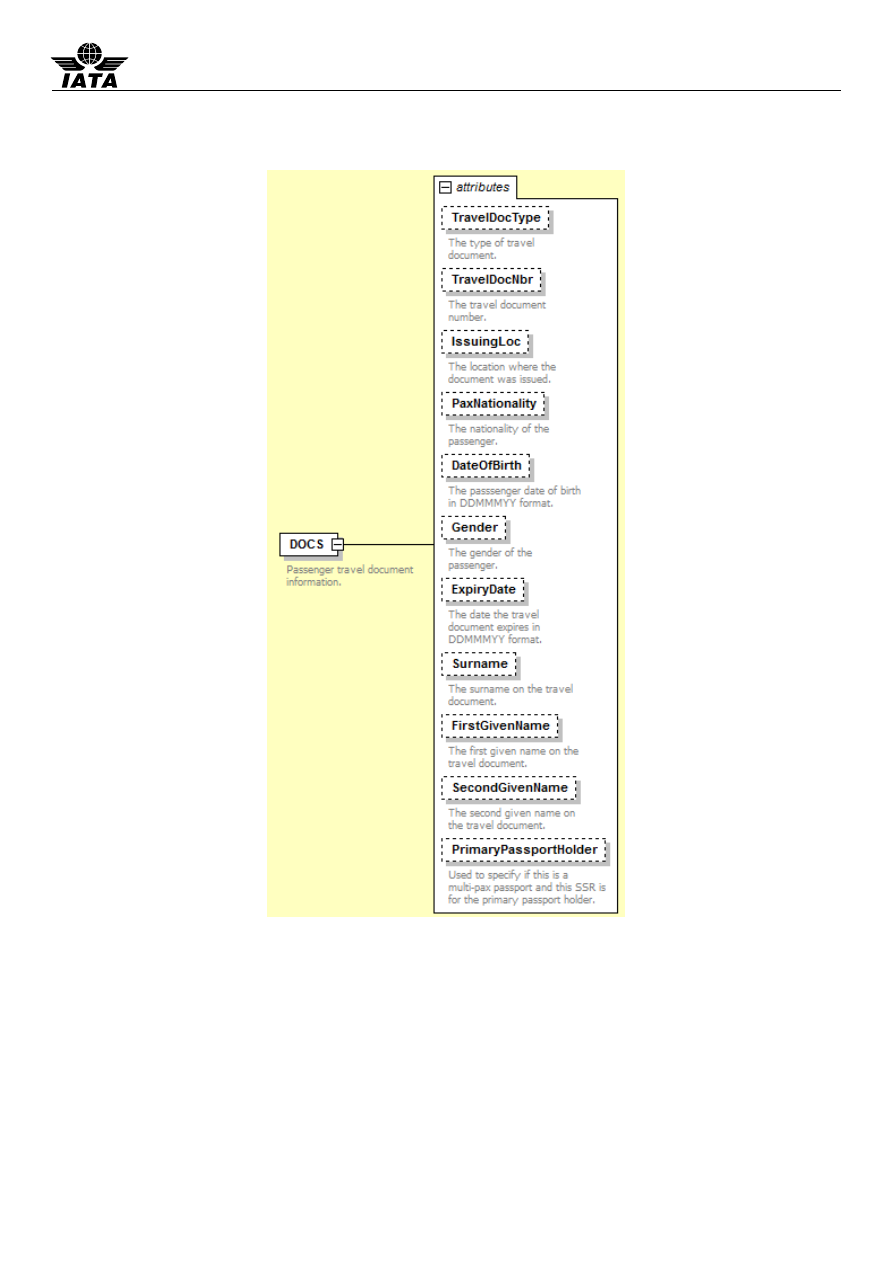 IATA
attributes
TravelDocType
The type of travel
document.
TravelDocNbr
The travel document
number.
IssuingLoc
The location where the
document was issued.
PaxNationality
The nationality of the
passenger.
DateOfBirth
The passsenger date of birth
in DDMMMYY format.
Gender
The gender of the
passenger.
DOCS
Passenger travel document
information.
ExpiryDate
The date the travel
document expires in
DDMMMYY format.
Surname
The surname on the travel
document.
FirstGivenName
The first given name on the
travel document.
SecondGivenName
The second given name on
the travel document.
PrimaryPassportHolder
Used to specify if this is a
multi-pax passport and this SSR is
for the primary passport holder.